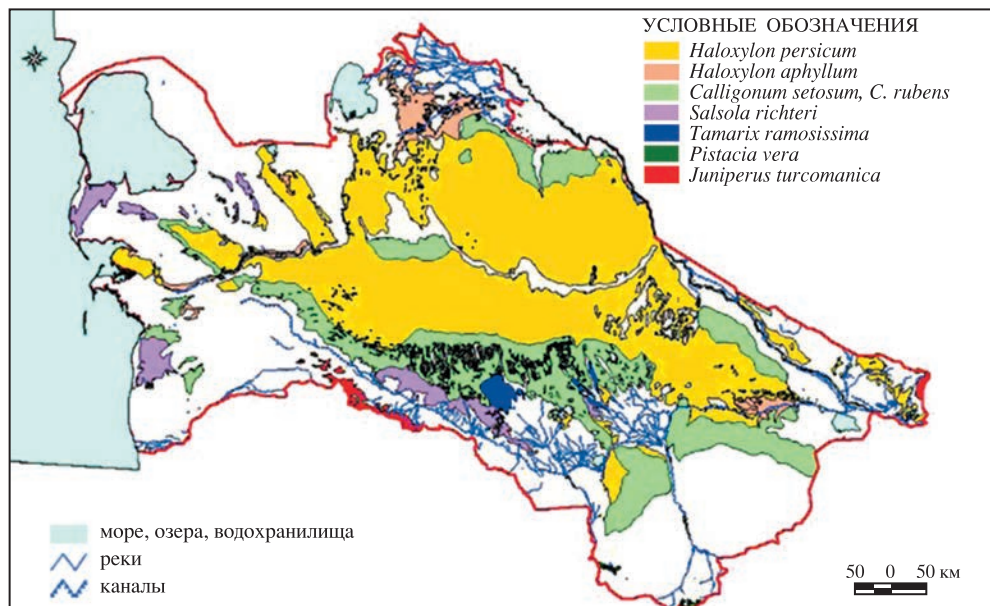 УСЛОВНЫЕ ОБОЗНАЧЕНИЯ
Haloxylon persicum
Haloxylon aphyllum
Calligonum setosum, C. rubens
Salsola richteri
Tamarix ramosissima
Pistacia vera
Juniperus turcomanica
море, озера, водохранилища
реки
каналы
50 0 50 км